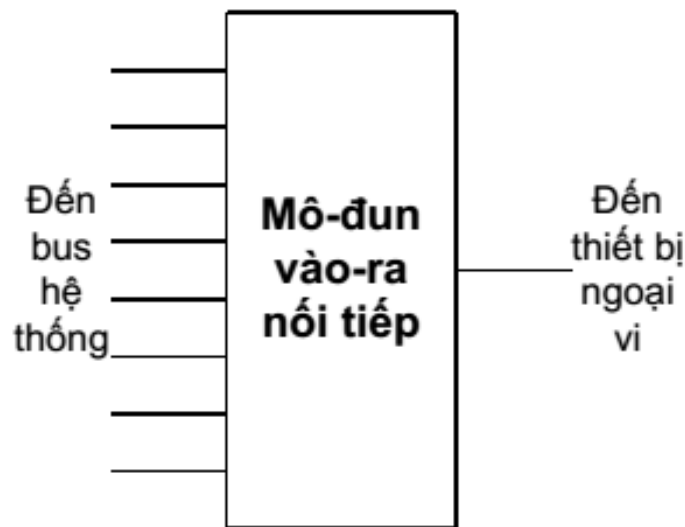 Đến
bus
hệ
thống
Mô-đun
vào-ra
nối tiếp
Đến
thiết bị
ngoại
vi